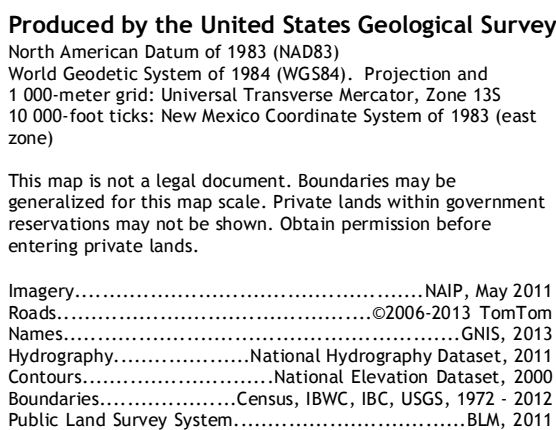 Produced by the United States Geological Survey
North American Datum of 1983 (NAD83)
World Geodetic System of 1984 (WGS84).  Projection and
1 000-meter grid: Universal Transverse Mercator, Zone 13S
10 000-foot ticks: New Mexico Coordinate System of 1983 (east
zone)
This map is not a legal document. Boundaries may be
generalized for this map scale. Private lands within government
reservations may not be shown. Obtain permission before
entering private lands.
Imagery.................................................NAIP, May 2011
Roads.............................................©2006-2013 TomTom
Names........................................................GNIS, 2013
Hydrography...................National Hydrography Dataset, 2011
Contours...........................National Elevation Dataset, 2000
Boundaries...................Census, IBWC, IBC, USGS, 1972 - 2012
Public Land Survey System................................BLM, 2011